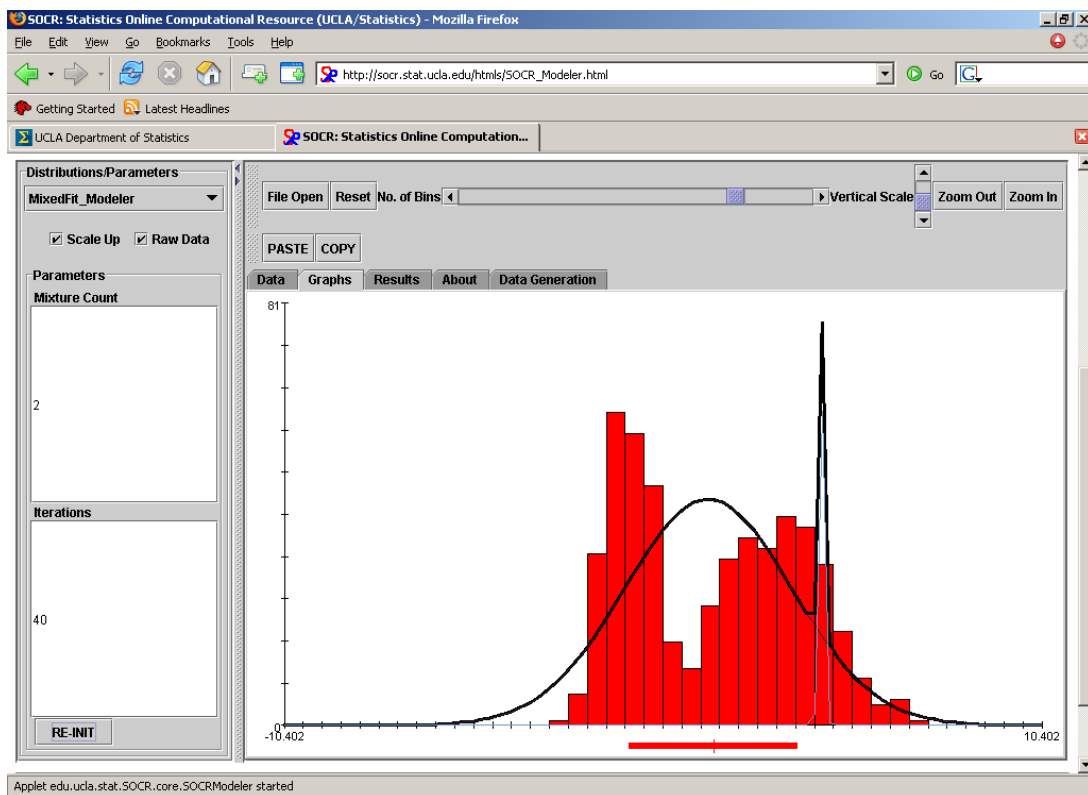 SOCR: Statistics Online Computational Resource (UCLA/Statistics) - Mozilla Firefox
File Edit View Go Bookmarks Tools Help
http://socr.stat.ucla.edu/htmls/SOCR_Modeler.html Go G
Getting Started Latest Headlines
Σ UCLA Department of Statistics SOCR: Statistics Online Computation...
Distributions/Parameters
MixedFit_Modeler
Scale Up Raw Data
Parameters
Mixture Count
2
Iterations
40
RE-INIT
File Open Reset No. of Bins Vertical Scale Zoom Out Zoom In
PASTE COPY
Data Graphs Results About Data Generation
81
0
-10.402 10.402
Applet edu.ucla.stat.SOCR.core.SOCRModeler started